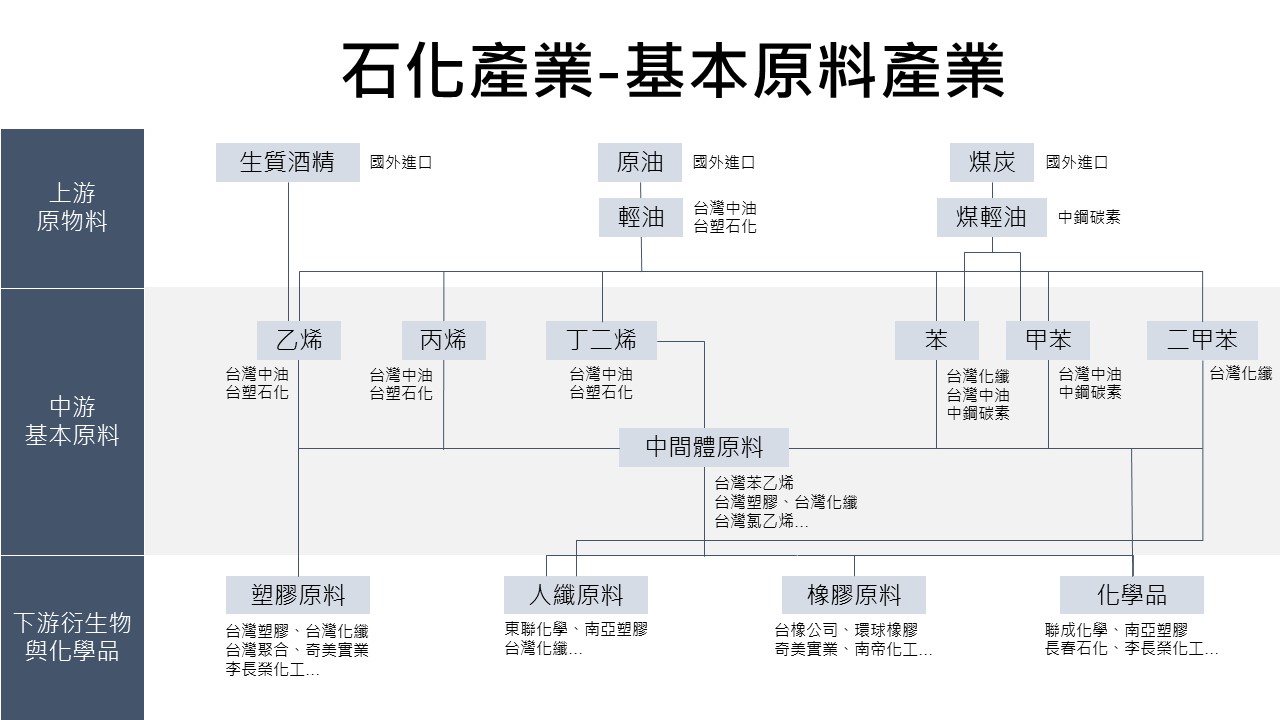 石化產業-基本原料產業
上游
原物料
生質酒精
國外進口
原油
國外進口
煤炭
國外進口
輕油
台灣中油
台塑石化
煤輕油
中鋼碳素
中游
基本原料
乙烯
台灣中油
台塑石化
丙烯
台灣中油
台塑石化
丁二烯
台灣中油
台塑石化
苯
台灣化纖
台灣中油
中鋼碳素
甲苯
台灣中油
中鋼碳素
二甲苯
台灣化纖
中間體原料
台灣苯乙烯
台灣塑膠、台灣化纖
台灣氯乙烯...
下游衍生物
與化學品
塑膠原料
台灣塑膠、台灣化纖
台灣聚合、奇美實業
李長榮化工...
人纖原料
東聯化學、南亞塑膠
台灣化纖...
橡膠原料
台橡公司、環球橡膠
奇美實業、南帝化工...
化學品
聯成化學、南亞塑膠
長春石化、李長榮化工...